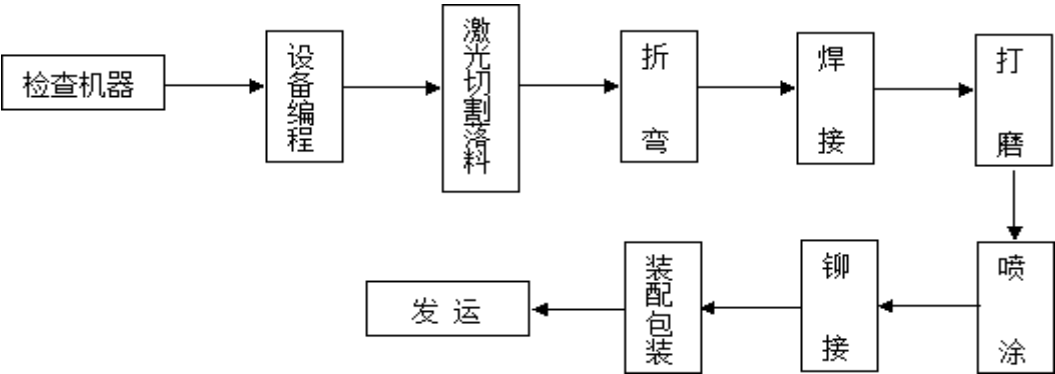 检查机器
设备编程
激光切割落料
折弯
焊接
打磨
喷涂
铆接
装配包装
发运